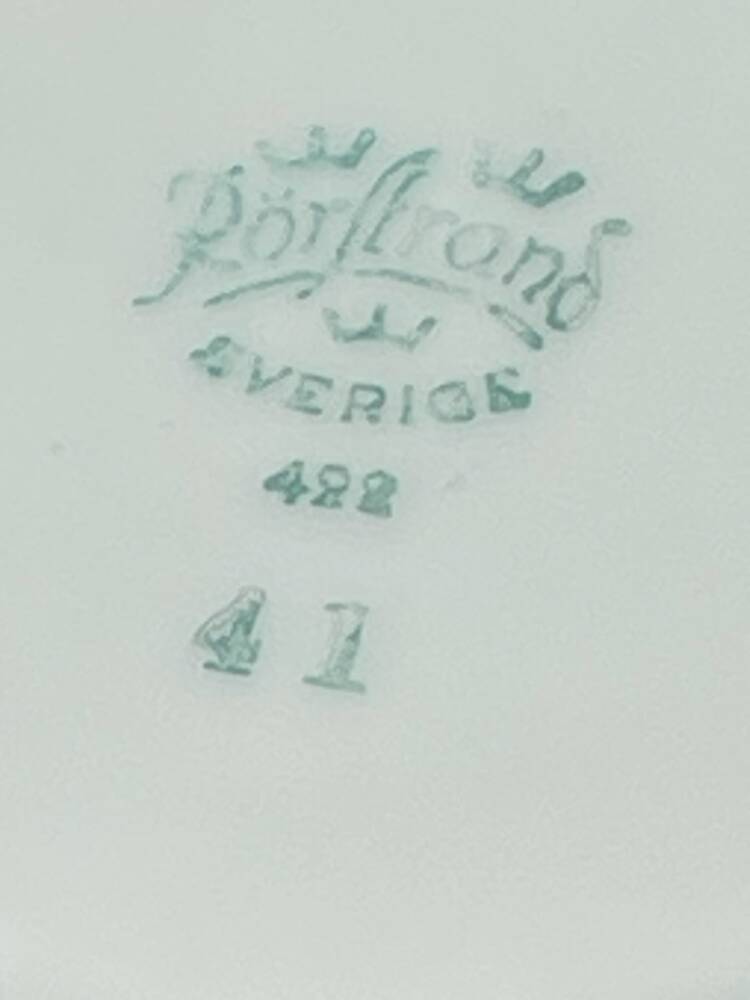 Rörstrand
SVERIGE
422
41